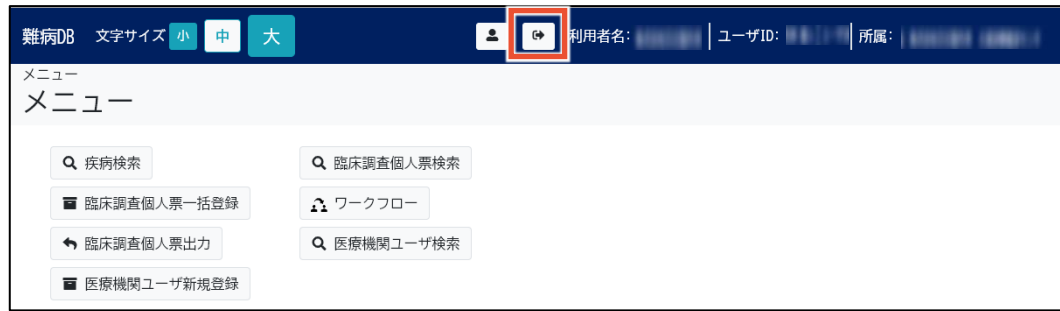 難病DB 文字サイズ 小 中 大 利用者名: ユーザID: 所属:
メニュー
メニュー
疾病検索 臨床調査個人票検索
臨床調査個人票一括登録 ワークフロー
臨床調査個人票出力 医療機関ユーザ検索
医療機関ユーザ新規登録